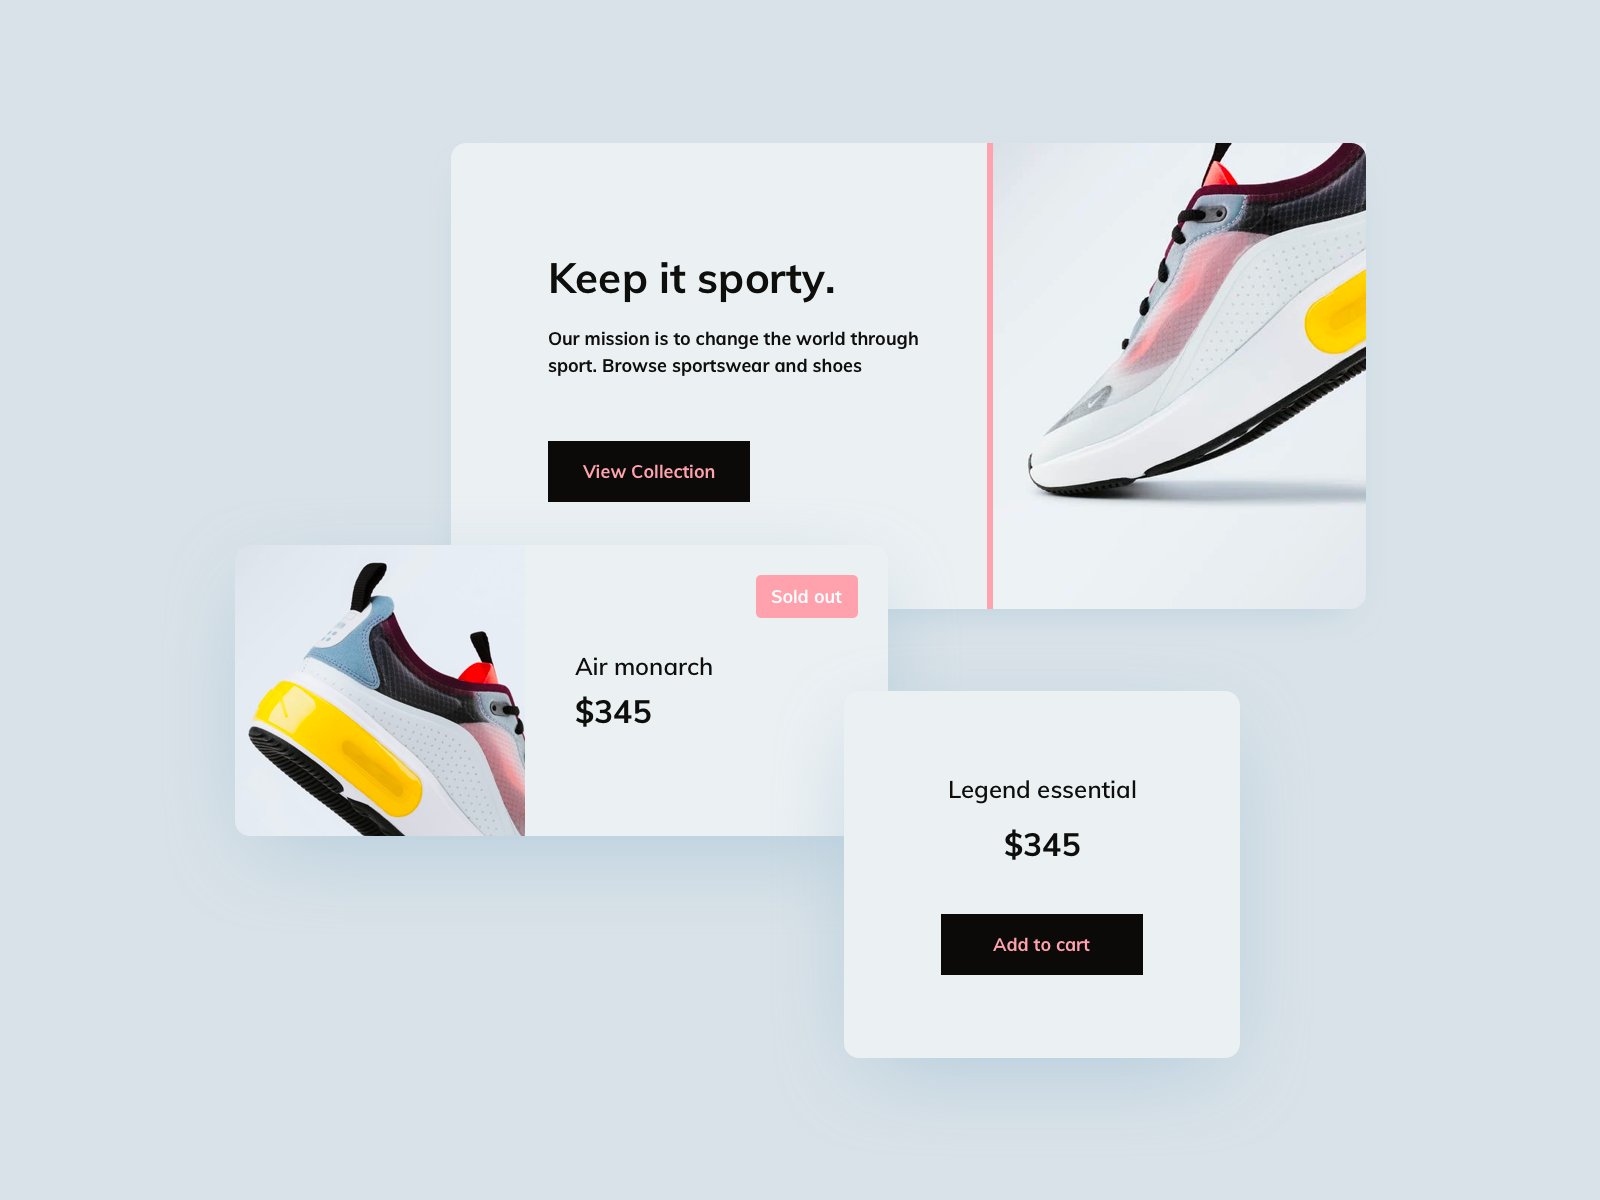 Keep it sporty.
Our mission is to change the world through
sport. Browse sportswear and shoes
View Collection
Sold out
Air monarch
$345
Legend essential
$345
Add to cart